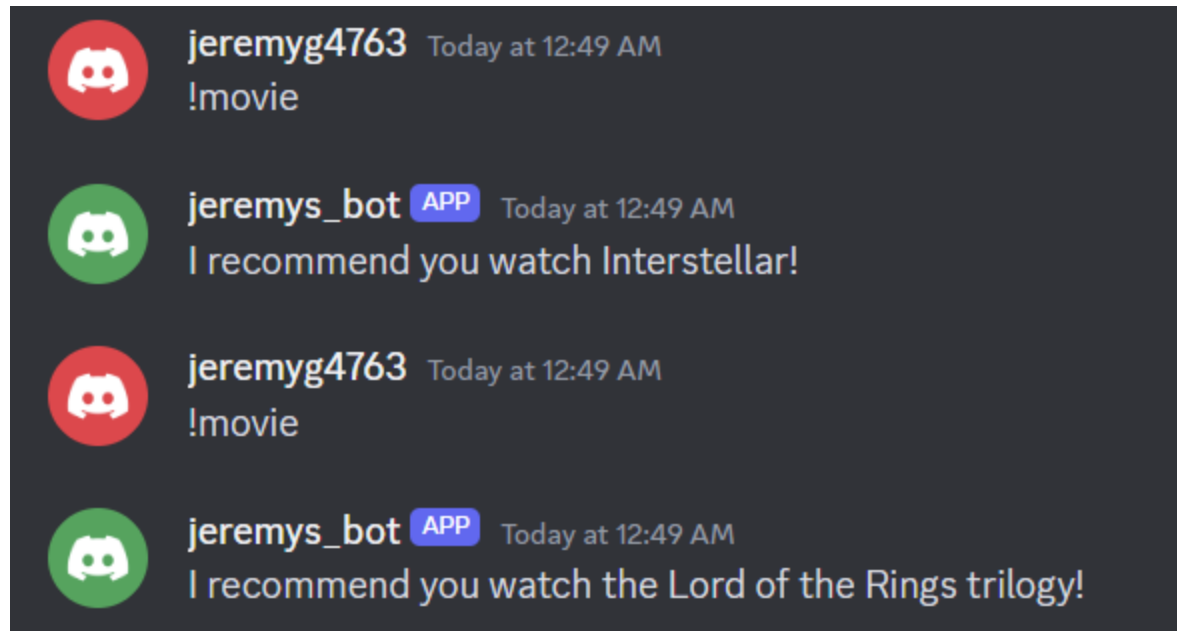 jeremyg4763 Today at 12:49 AM
!movie
jeremys_bot APP Today at 12:49 AM
I recommend you watch Interstellar!
jeremyg4763 Today at 12:49 AM
!movie
jeremys_bot APP Today at 12:49 AM
I recommend you watch the Lord of the Rings trilogy!